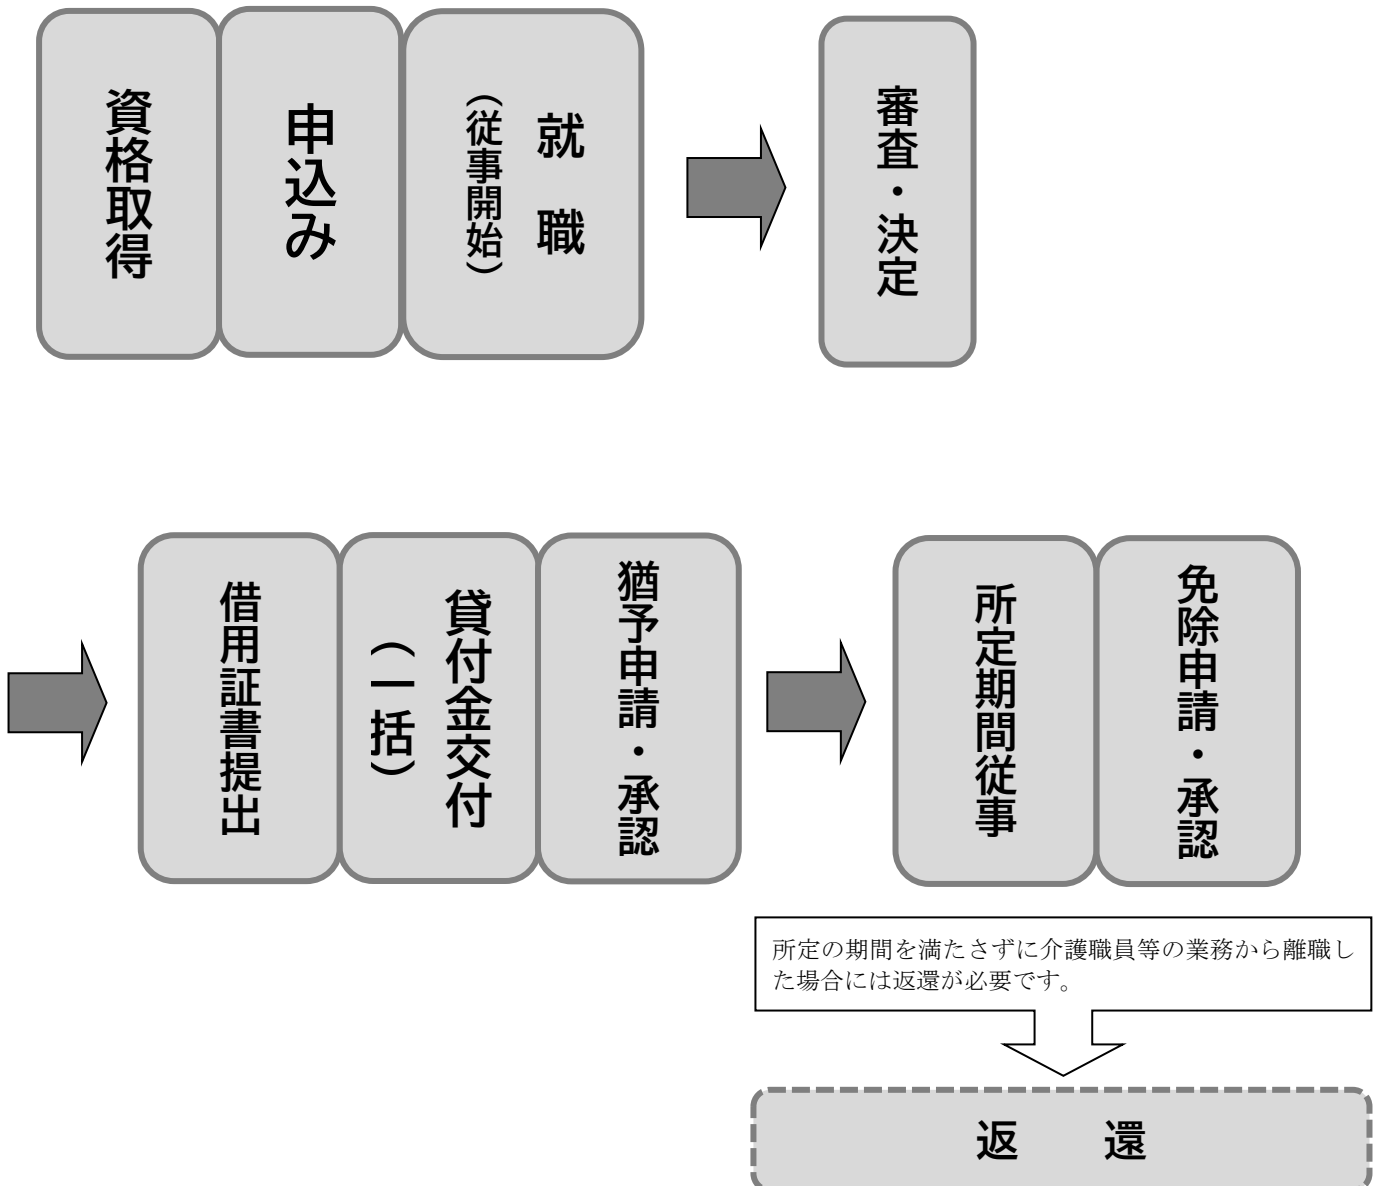 資格取得
申込み
就　職
（従事開始）
審査・決定
借用証書提出
貸付金交付
（一括）
猶予申請・承認
所定期間従事
免除申請・承認
所定の期間を満たさずに介護職員等の業務から離職し
た場合には返還が必要です。
返　　還